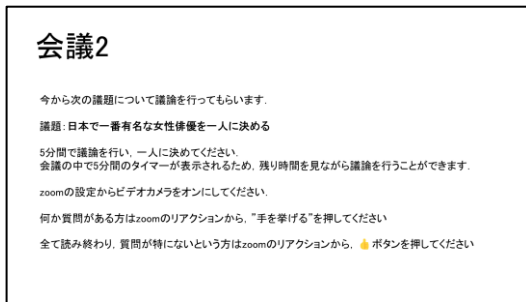 会議2
今から次の議題について議論を行ってもらいます.
議題:日本で一番有名な女性俳優を一人に決める
5分間で議論を行い, 一人に決めてください.
会議の中で5分間のタイマーが表示されるため, 残り時間を見ながら議論を行うことができます.
zoomの設定からビデオカメラをオンにしてください.
何か質問がある方はzoomのリアクションから, "手を挙げる"を押してください
全て読み終わり, 質問が特にないという方はzoomのリアクションから, 👍ボタンを押してください